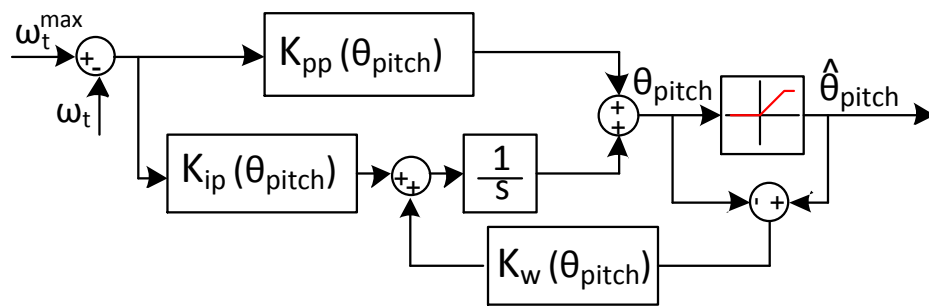 ω_t^max
+
-
ω_t
K_pp (θ_pitch)
K_ip (θ_pitch)
+
+
1
s
+
+
θ_pitch
θ̂_pitch
-
+
K_w (θ_pitch)